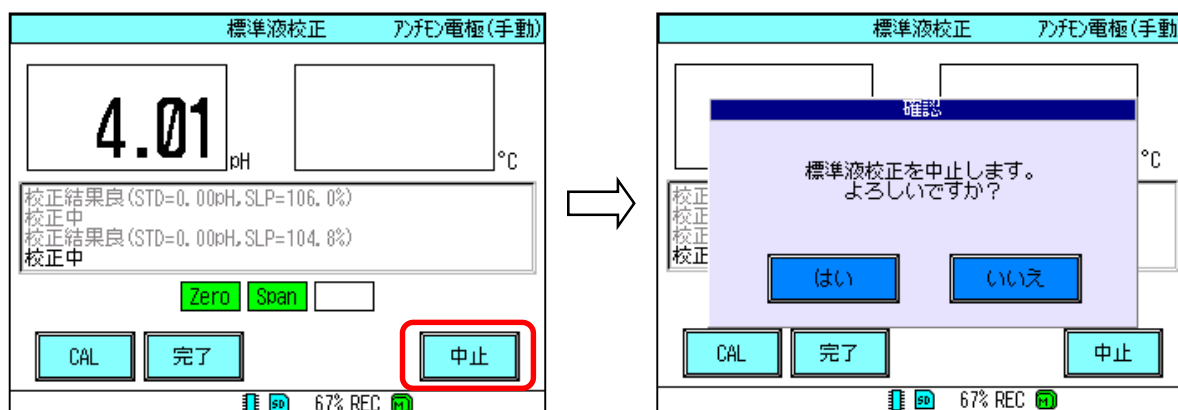 標準液校正 アンチモン電極(手動)
4.01 pH
°C
校正結果良(STD=0.00pH,SLP=106.0%)
校正中
校正結果良(STD=0.00pH,SLP=104.8%)
校正中
Zero Span
CAL 完了 中止
SD 67% REC M
標準液校正 アンチモン電極(手動
確認
°C
標準液校正を中止します。
よろしいですか?
校正
校正
校正
校正
はい いいえ
CAL 完了 中止
SD 67% REC M